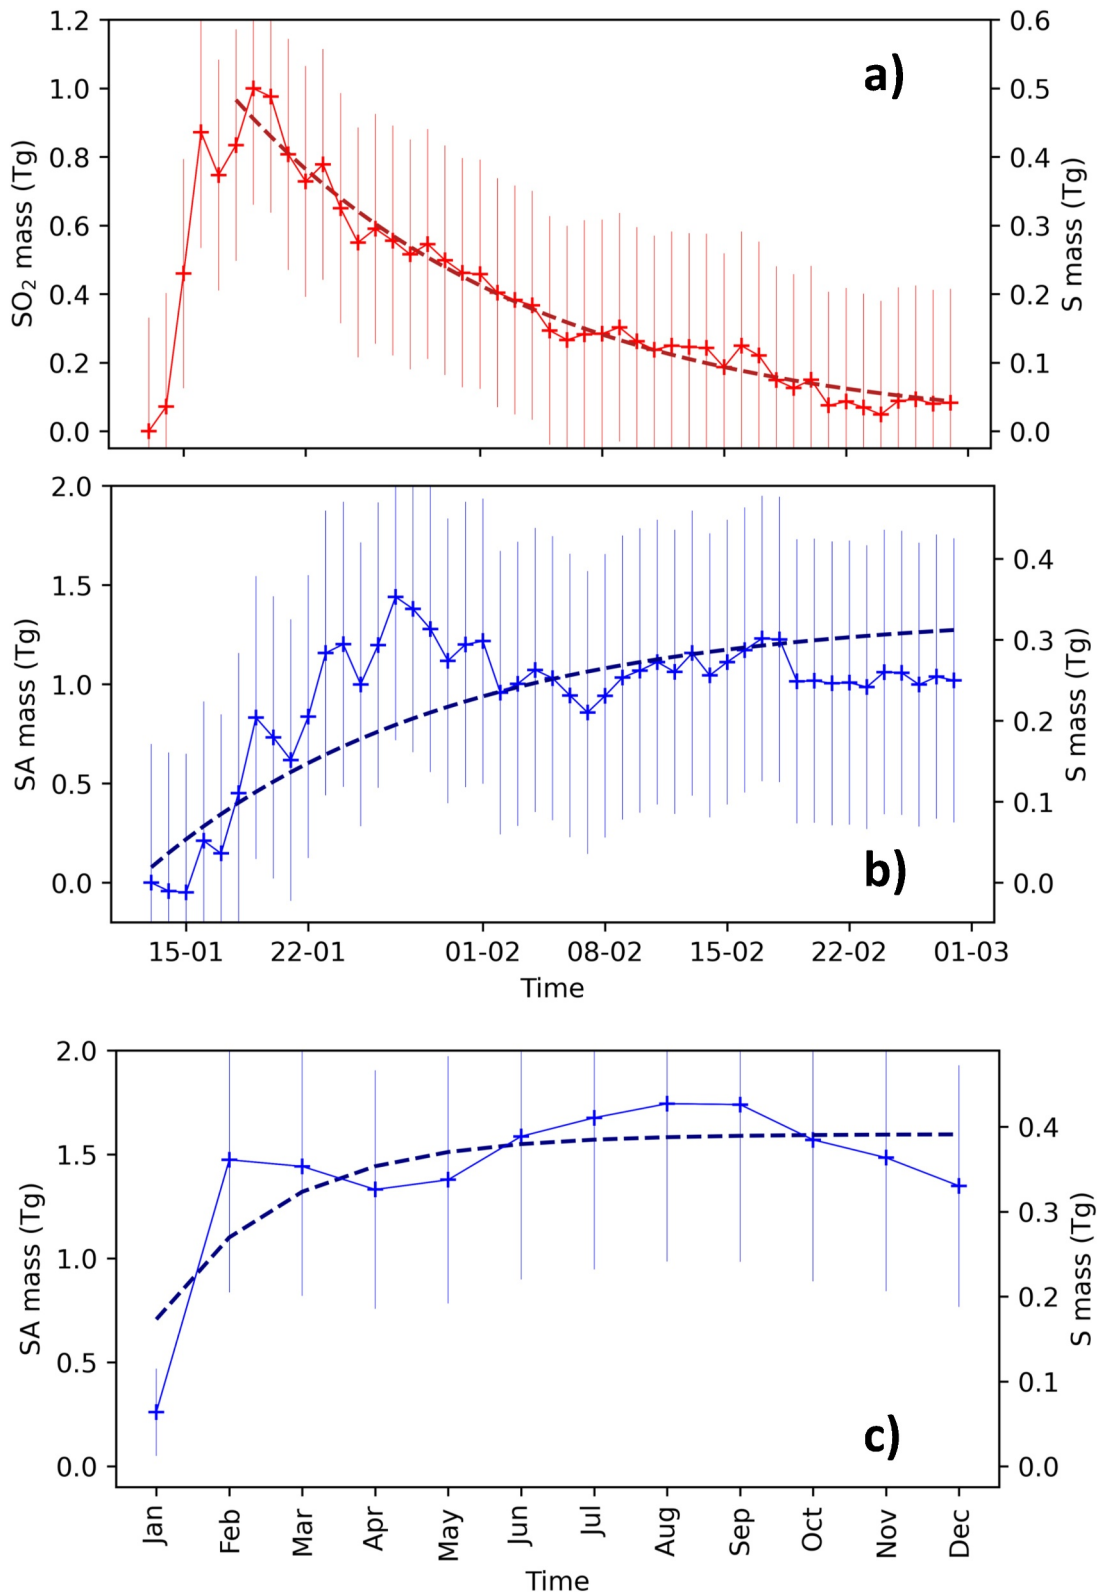 a)
SO2 mass (Tg)
1.2
1.0
0.8
0.6
0.4
0.2
0.0
S mass (Tg)
0.6
0.5
0.4
0.3
0.2
0.1
0.0
b)
SA mass (Tg)
2.0
1.5
1.0
0.5
0.0
S mass (Tg)
0.4
0.3
0.2
0.1
0.0
15-01 22-01 01-02 08-02 15-02 22-02 01-03
Time
c)
SA mass (Tg)
2.0
1.5
1.0
0.5
0.0
S mass (Tg)
0.4
0.3
0.2
0.1
0.0
Jan Feb Mar Apr May Jun Jul Aug Sep Oct Nov Dec
Time